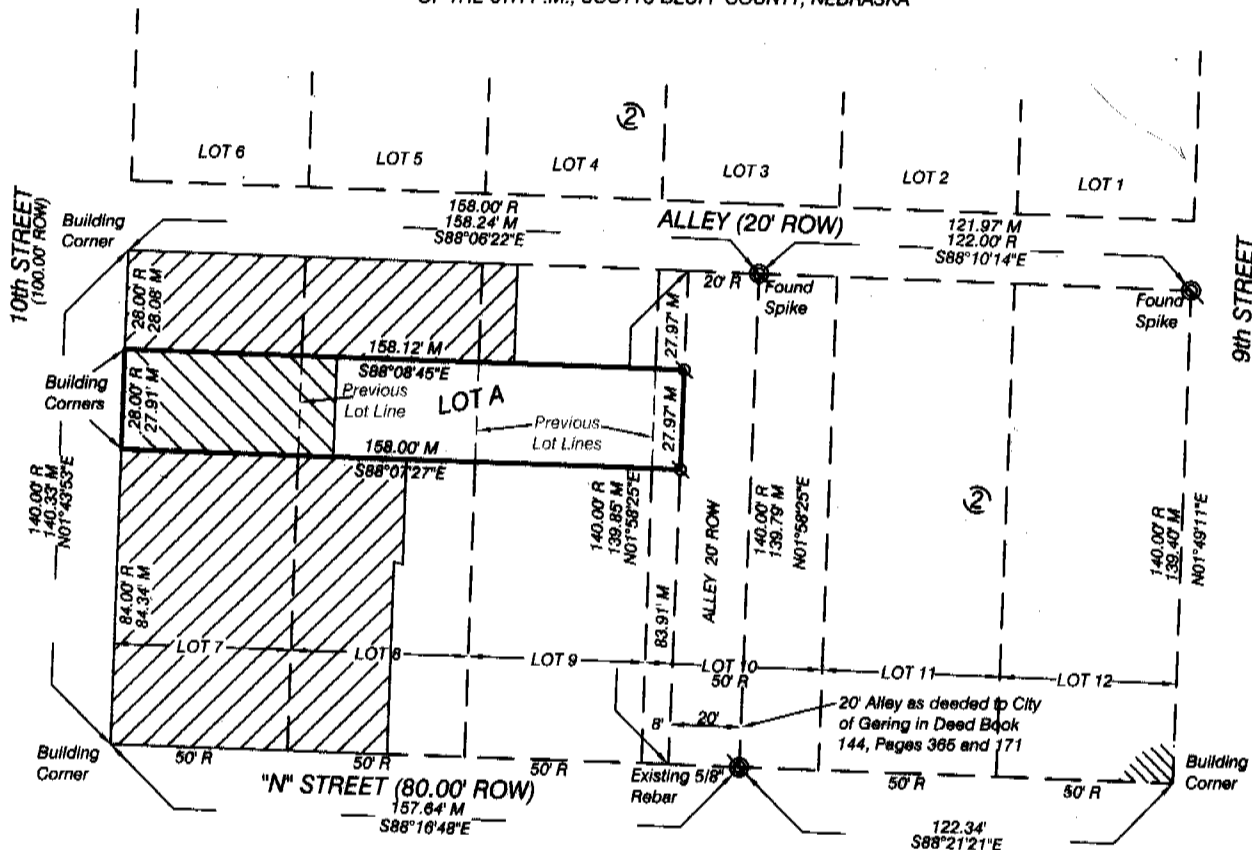 LOT 6
LOT 5
LOT 4
LOT 3
LOT 2
LOT 1
2
10th STREET
(100.00' ROW)
9th STREET
Building
Corner
158.00' R
158.24' M
S88°06'22"E
ALLEY (20' ROW)
121.97' M
122.00' R
S88°10'14"E
20' R
Found
Spike
Found
Spike
28.00' R
28.08' M
158.12' M
S88°08'45"E
27.97' M
Building
Corners
28.00' R
27.91' M
Previous
Lot Line
LOT A
Previous
Lot Lines
27.97' M
158.00' M
S88°07'27"E
140.00' R
140.33' M
N01°43'53"E
140.00' R
139.85' M
N01°58'25"E
ALLEY 20' ROW
140.00' R
139.79' M
N01°58'25"E
2
140.00' R
139.40' M
N01°49'11"E
84.00' R
84.34' M
83.91' M
LOT 7
LOT 8
LOT 9
LOT 10
50' R
LOT 11
LOT 12
8'
20'
20' Alley as deeded to City
of Gering in Deed Book
144, Pages 365 and 171
Building
Corner
50' R
50' R
50' R
Existing 5/8"
Rebar
50' R
50' R
Building
Corner
"N" STREET (80.00' ROW)
157.64' M
S88°16'48"E
122.34'
S88°21'21"E